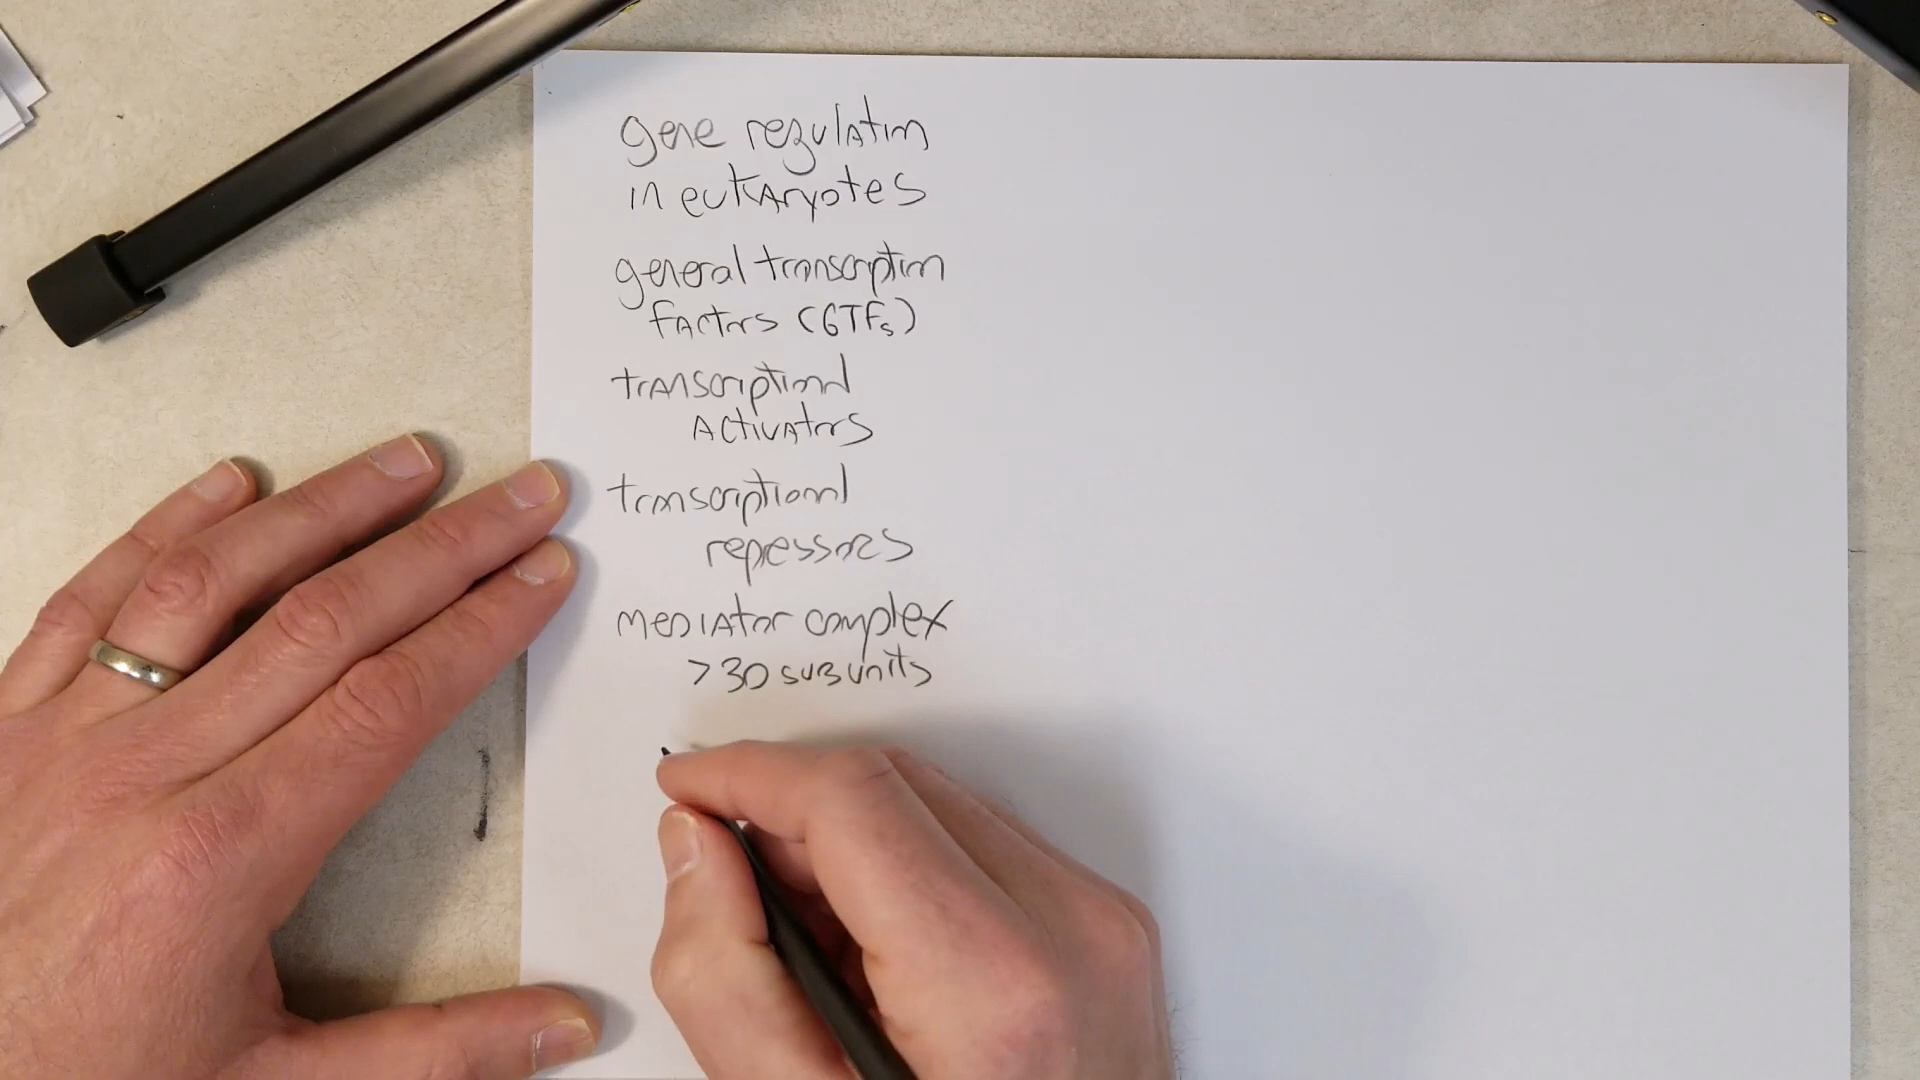 gene regulation
in eukaryotes
general transcription
factors (GTFs)
transcriptional
activators
transcriptional
repressors
mediator complex
>30 subunits